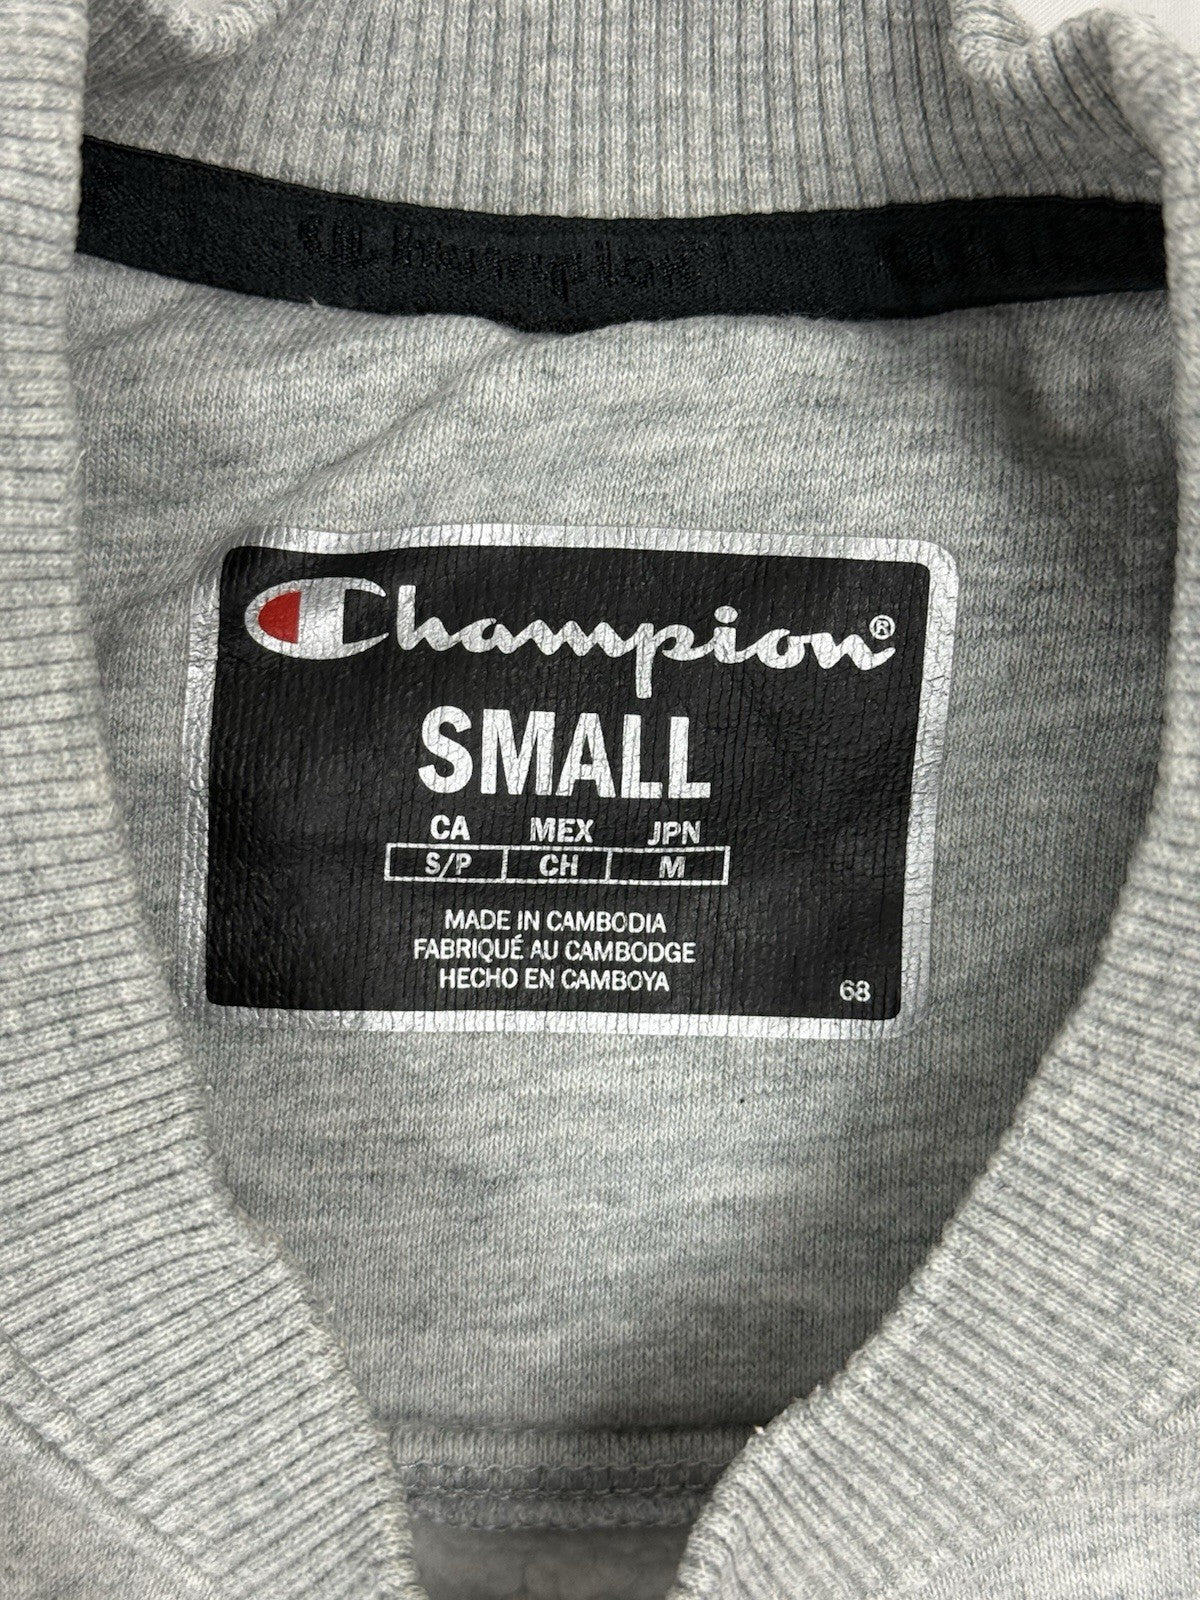 Champion®
SMALL
CA MEX JPN
S/P CH M
MADE IN CAMBODIA
FABRIQUÉ AU CAMBODGE
HECHO EN CAMBOYA
68